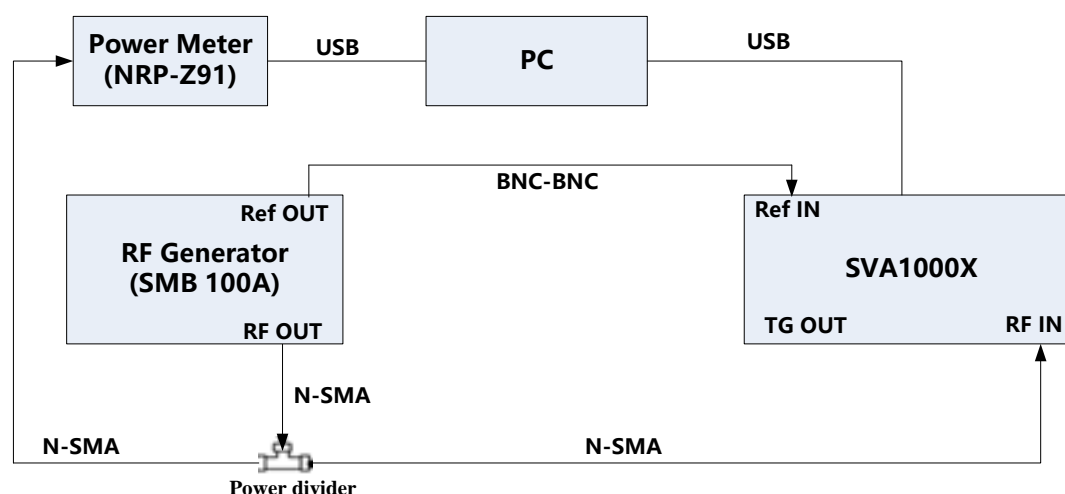 Power Meter
(NRP-Z91)
USB
PC
USB
BNC-BNC
Ref OUT
RF Generator
(SMB 100A)
RF OUT
Ref IN
SVA1000X
TG OUT
RF IN
N-SMA
N-SMA
N-SMA
Power divider